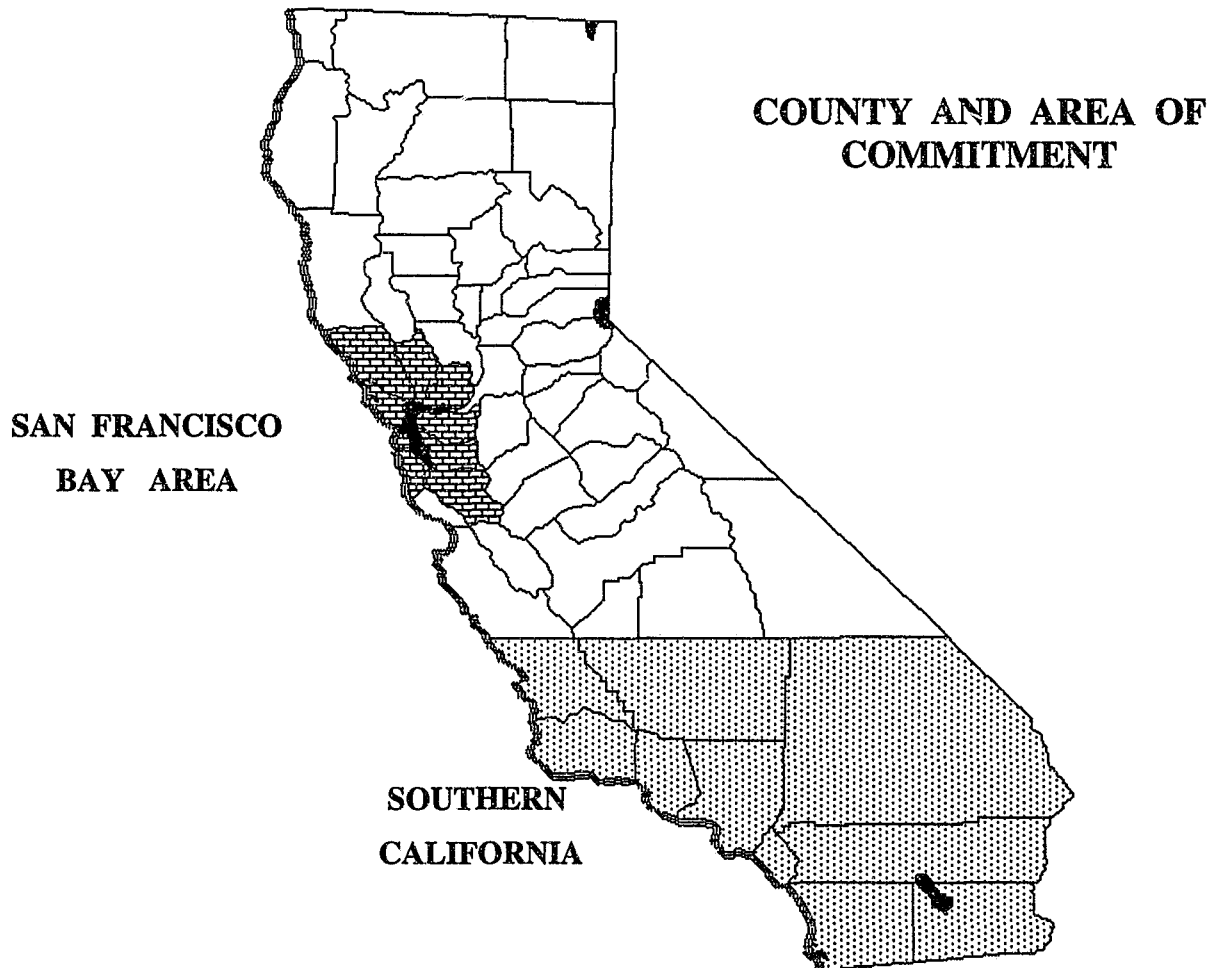 COUNTY AND AREA OF
COMMITMENT
SAN FRANCISCO
BAY AREA
SOUTHERN
CALIFORNIA